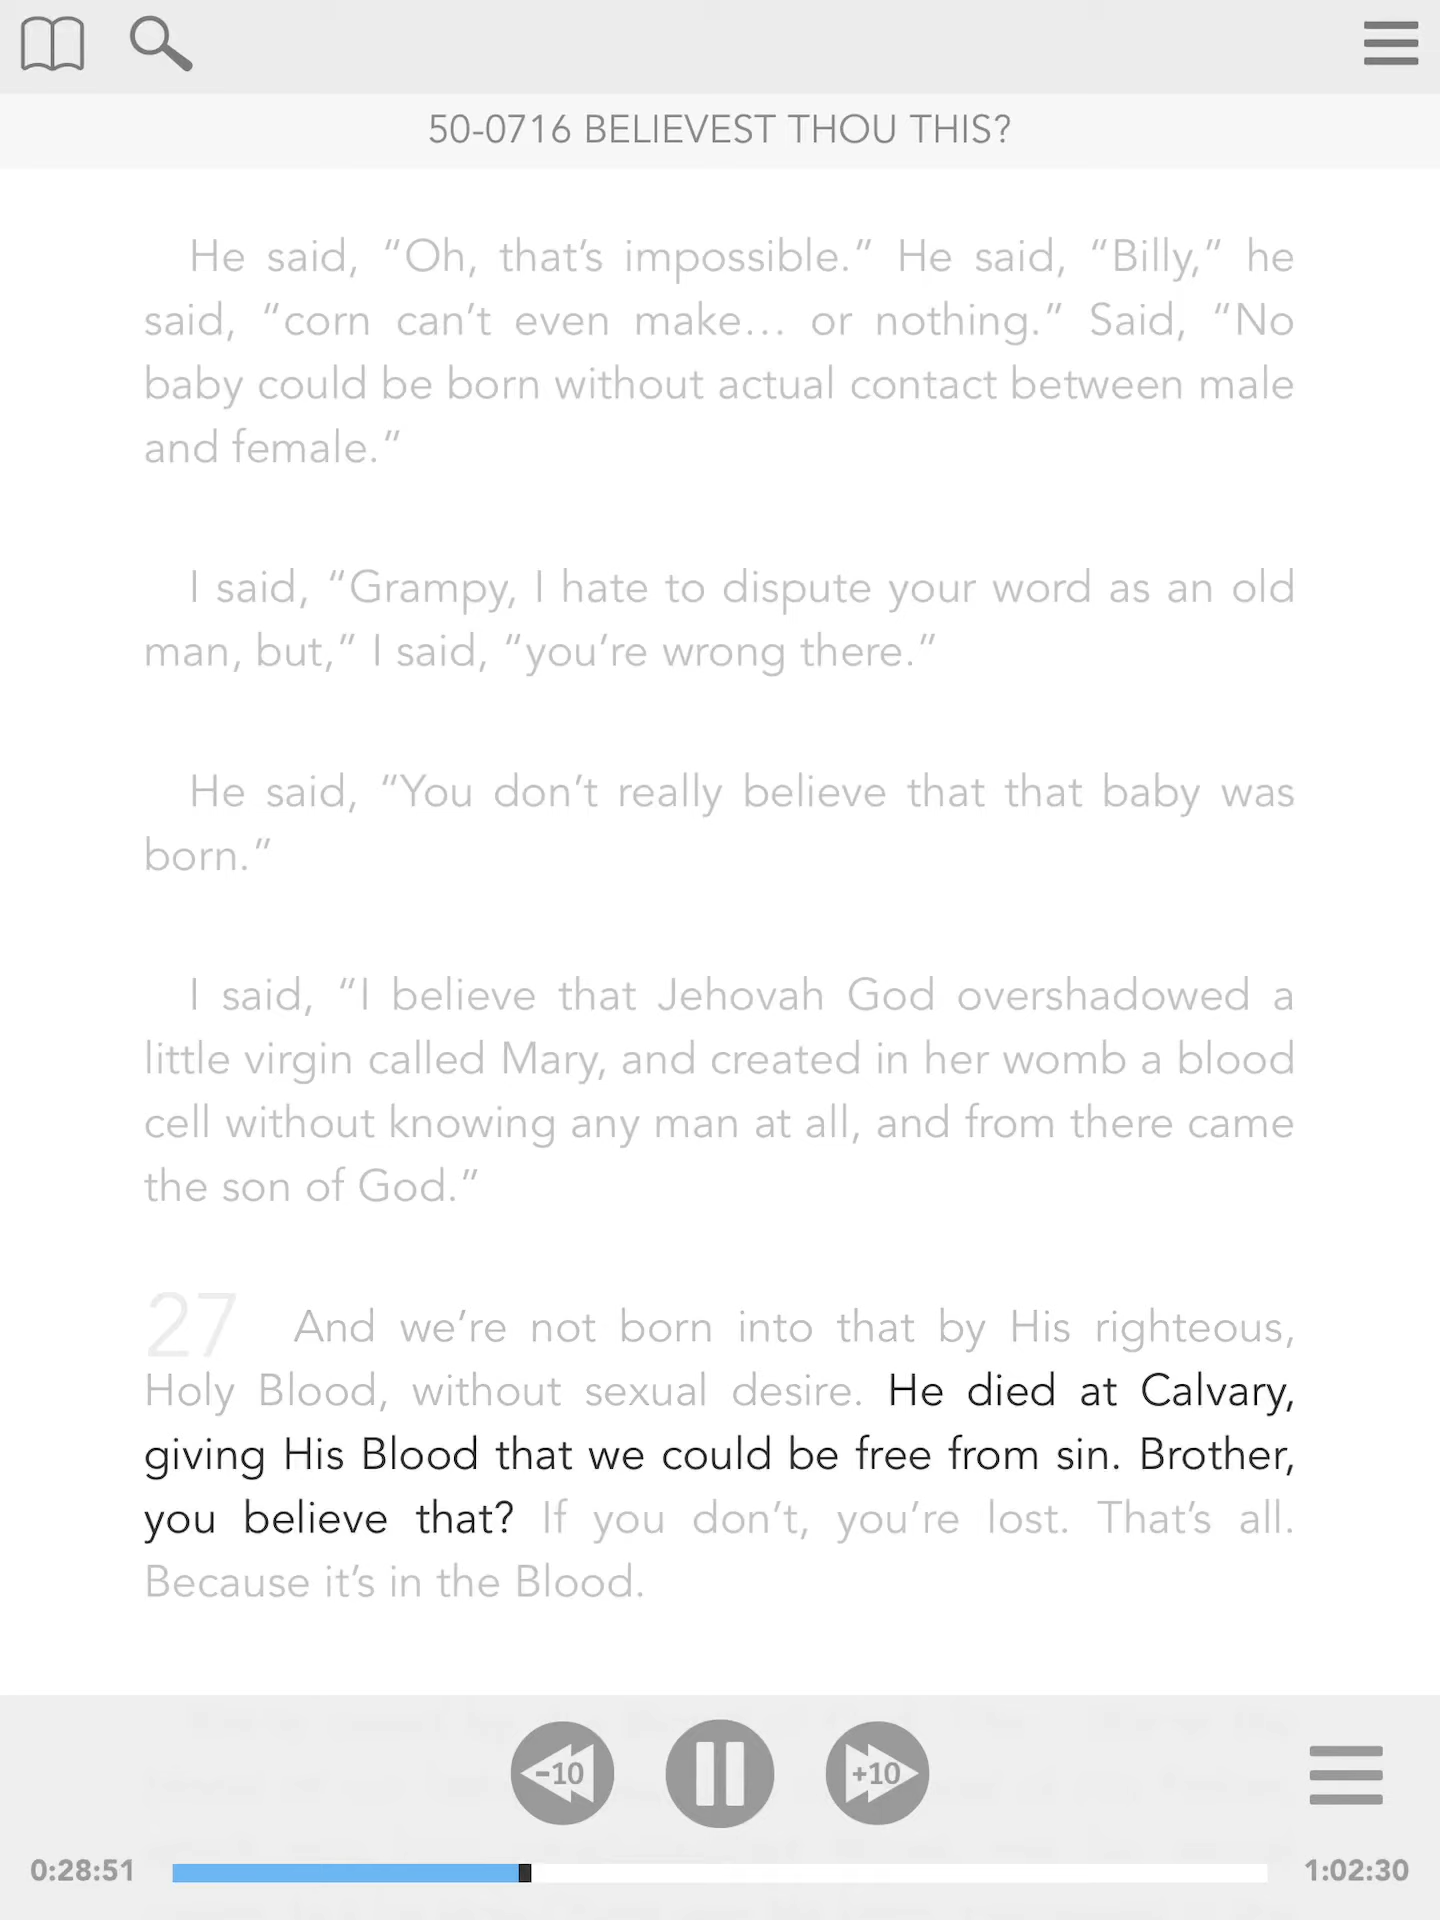 50-0716 BELIEVEST THOU THIS?
He said, “Oh, that’s impossible.” He said, “Billy,” he
said, “corn can’t even make… or nothing.” Said, “No
baby could be born without actual contact between male
and female.”
I said, “Grampy, I hate to dispute your word as an old
man, but,” I said, “you’re wrong there.”
He said, “You don’t really believe that that baby was
born.”
I said, “I believe that Jehovah God overshadowed a
little virgin called Mary, and created in her womb a blood
cell without knowing any man at all, and from there came
the son of God.”
27 And we’re not born into that by His righteous,
Holy Blood, without sexual desire. He died at Calvary,
giving His Blood that we could be free from sin. Brother,
you believe that? If you don’t, you’re lost. That’s all.
Because it’s in the Blood.
-10 +10
0:28:51 1:02:30